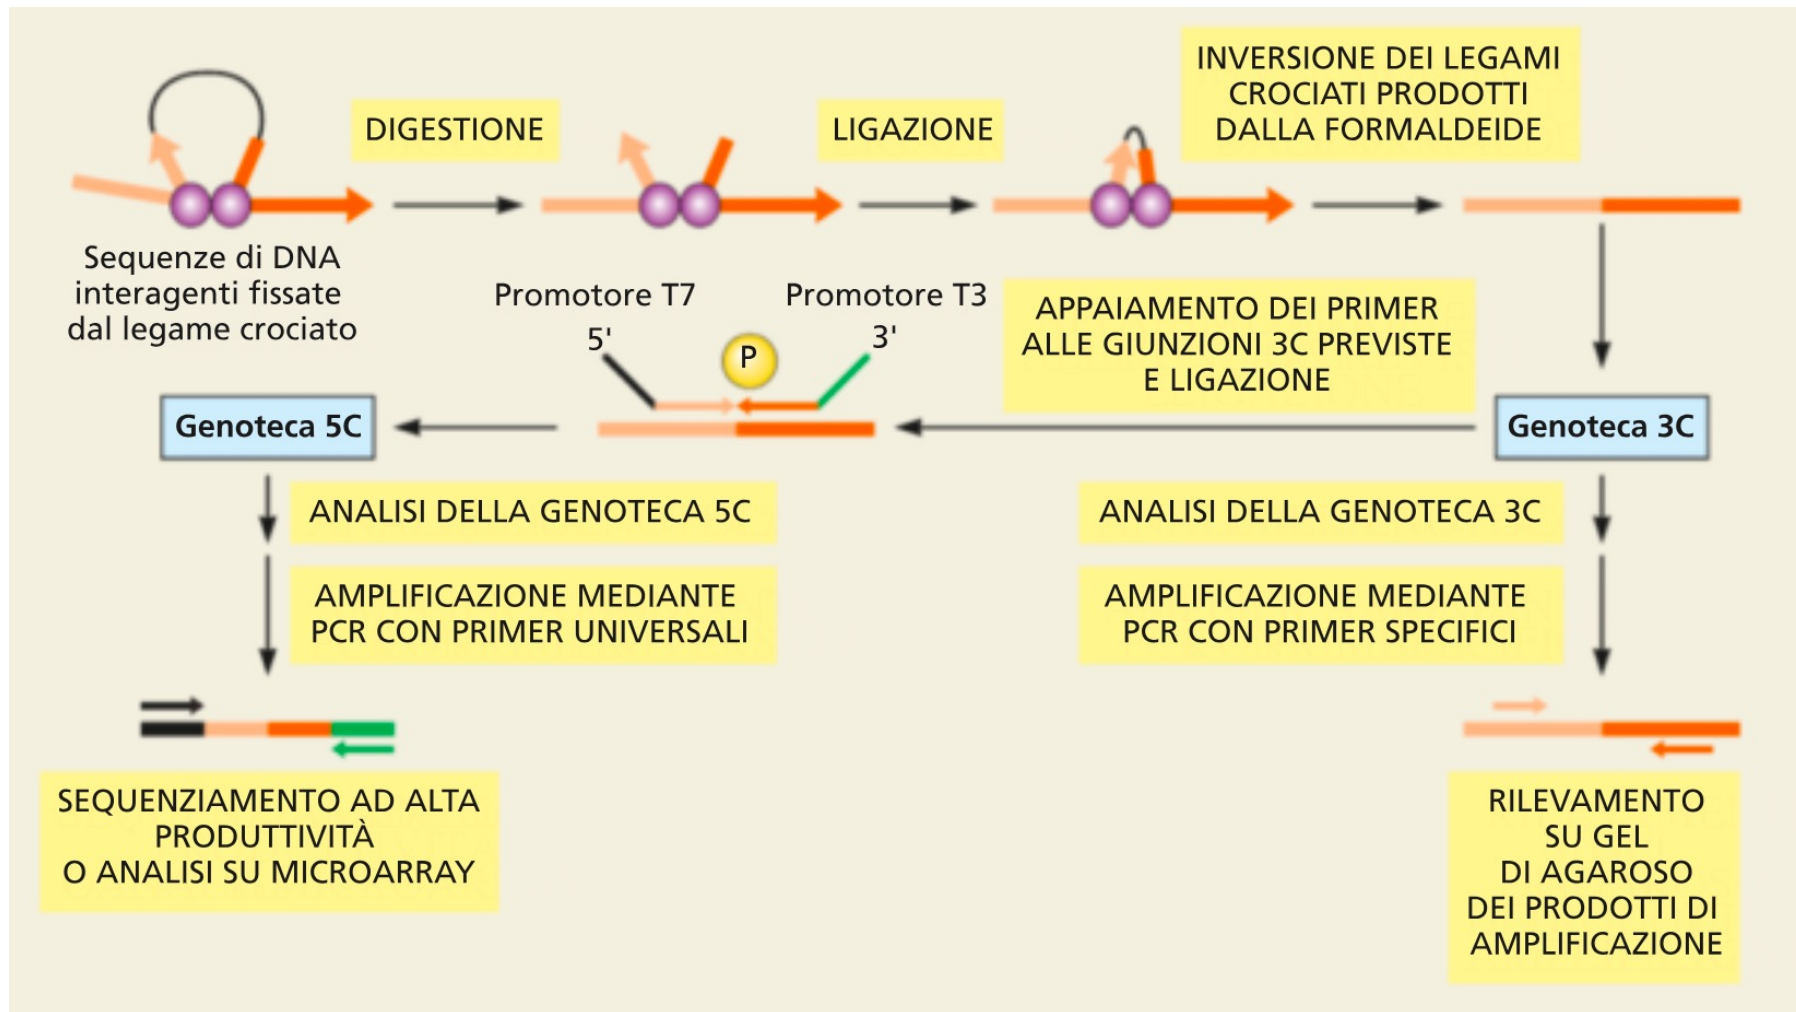 INVERSIONE DEI LEGAMI
CROCIATI PRODOTTI
DALLA FORMALDEIDE
DIGESTIONE
LIGAZIONE
Sequenze di DNA
interagenti fissate
dal legame crociato
Promotore T7
5'
Promotore T3
3'
P
APPAIAMENTO DEI PRIMER
ALLE GIUNZIONI 3C PREVISTE
E LIGAZIONE
Genoteca 5C
Genoteca 3C
ANALISI DELLA GENOTECA 5C
ANALISI DELLA GENOTECA 3C
AMPLIFICAZIONE MEDIANTE
PCR CON PRIMER UNIVERSALI
AMPLIFICAZIONE MEDIANTE
PCR CON PRIMER SPECIFICI
SEQUENZIAMENTO AD ALTA
PRODUTTIVITÀ
O ANALISI SU MICROARRAY
RILEVAMENTO
SU GEL
DI AGAROSO
DEI PRODOTTI DI
AMPLIFICAZIONE